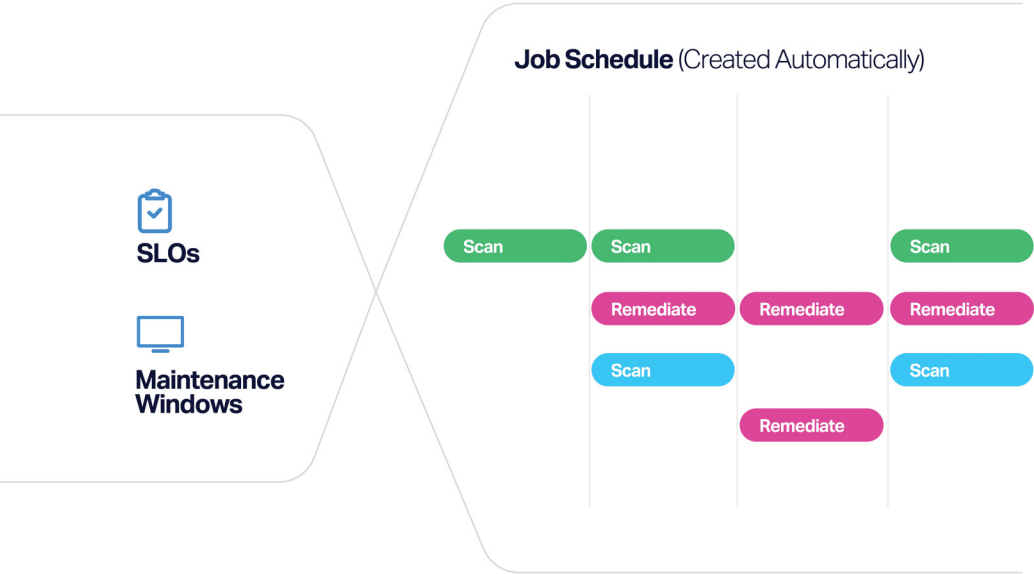 Job Schedule (Created Automatically)
SLOs
Maintenance
Windows
Scan Scan Scan
Remediate Remediate Remediate
Scan Scan
Remediate